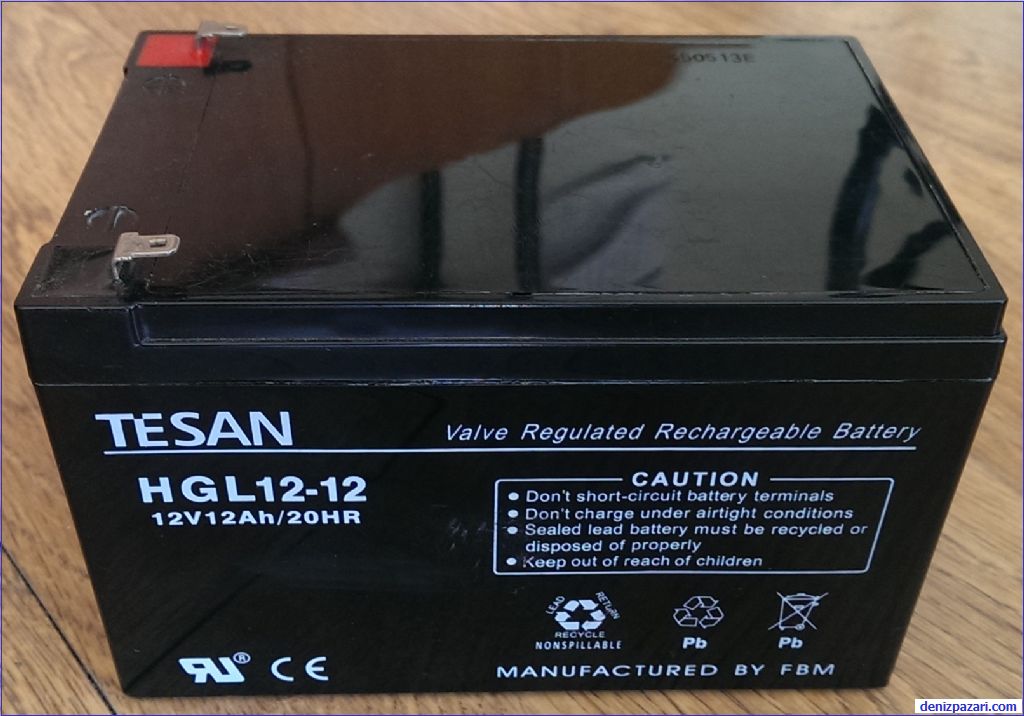 50513E
TESAN
Valve Regulated Rechargeable Battery
HGL12-12
12V12Ah/20HR
CAUTION
• Don't short-circuit battery terminals
• Don't charge under airtight conditions
• Sealed lead battery must be recycled or
disposed of properly
• Keep out of reach of children
LEAD RETURN
RECYCLE
NONSPILLABLE
Pb
Pb
RU® CE
MANUFACTURED BY FBM
denizpazari.com